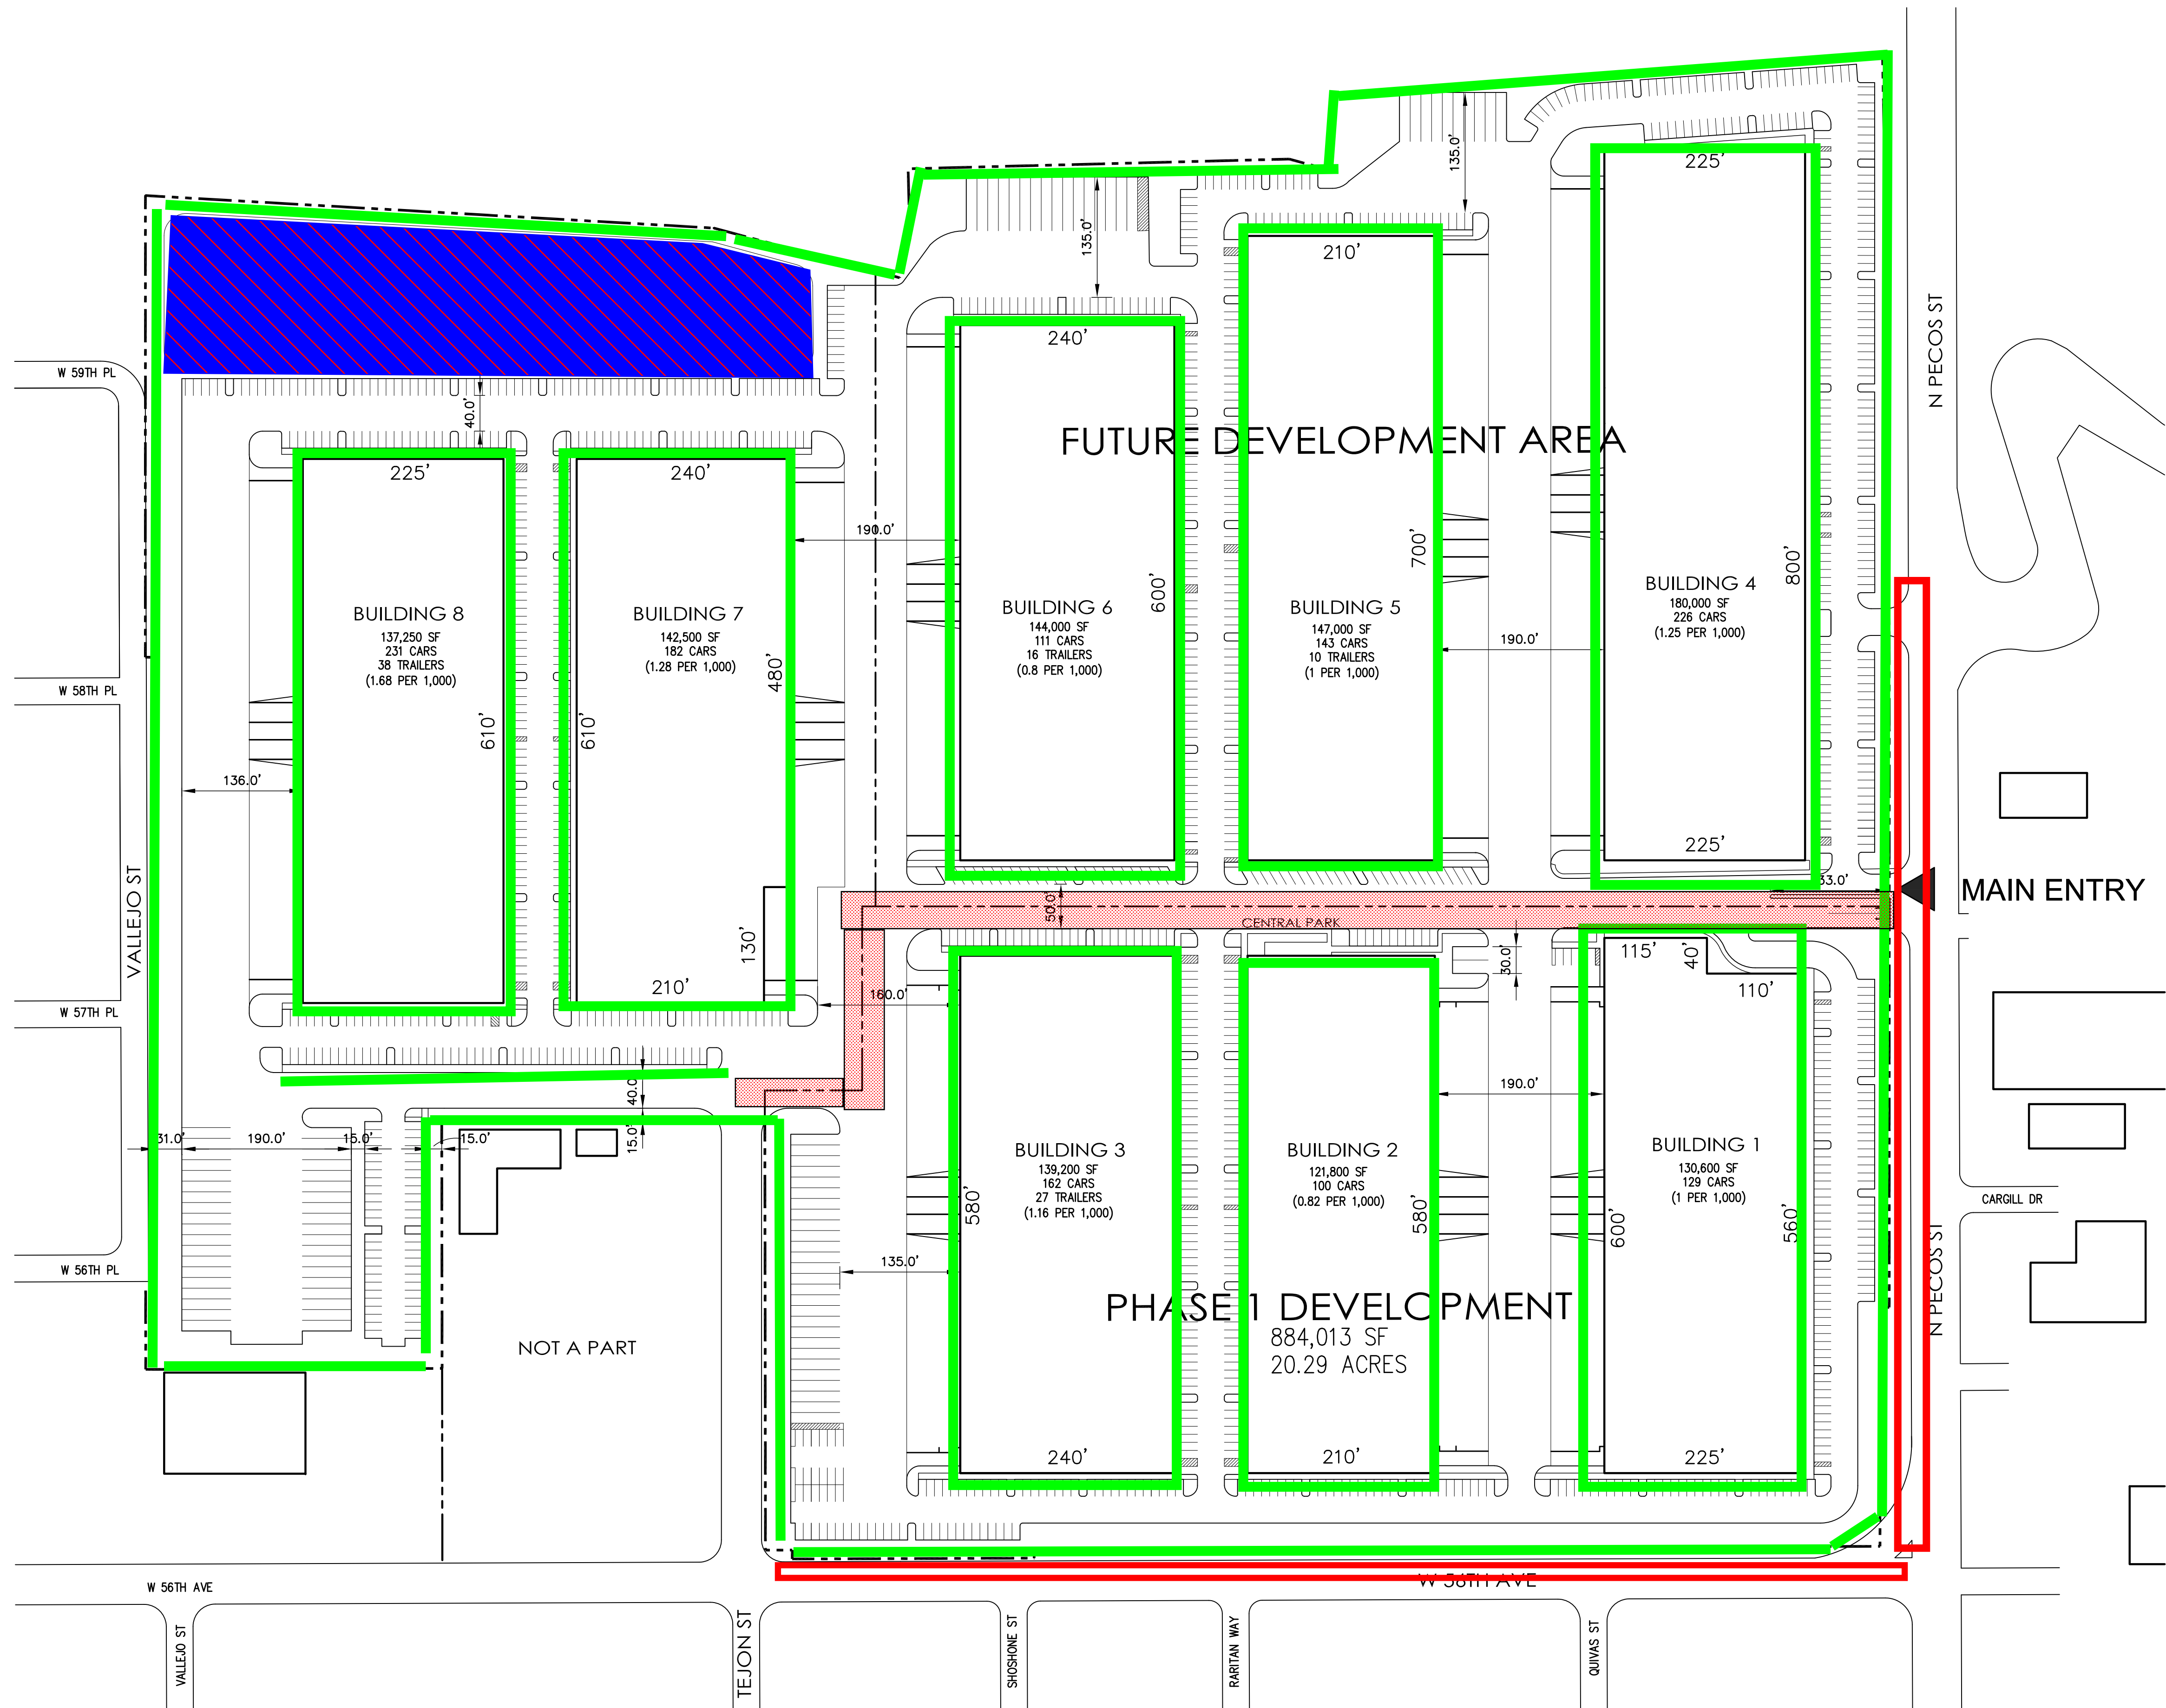 225'
135.0'
135.0'
210'
N PECOS ST
240'
W 59TH PL
40.0'
FUTURE DEVELOPMENT AREA
225'
240'
190.0'
700'
800'
600'
BUILDING 4
180,000 SF
226 CARS
(1.25 PER 1,000)
BUILDING 8
137,250 SF
231 CARS
38 TRAILERS
(1.68 PER 1,000)
BUILDING 7
142,500 SF
182 CARS
(1.28 PER 1,000)
BUILDING 6
144,000 SF
111 CARS
16 TRAILERS
(0.8 PER 1,000)
BUILDING 5
147,000 SF
143 CARS
10 TRAILERS
(1 PER 1,000)
190.0'
480'
W 58TH PL
610'
610'
136.0'
225'
VALLEJO ST
33.0'
MAIN ENTRY
50.0'
CENTRAL PARK
130'
115'
40'
30.0'
210'
110'
160.0'
W 57TH PL
40.0'
190.0'
31.0'
190.0'
15.0'
15.0'
15.0'
BUILDING 3
139,200 SF
162 CARS
27 TRAILERS
(1.16 PER 1,000)
BUILDING 2
121,800 SF
100 CARS
(0.82 PER 1,000)
BUILDING 1
130,600 SF
129 CARS
(1 PER 1,000)
CARGILL DR
580'
580'
600'
560'
135.0'
W 56TH PL
N PECOS ST
PHASE 1 DEVELOPMENT
884,013 SF
20.29 ACRES
NOT A PART
240'
210'
225'
W 56TH AVE
W 56TH AVE
VALLEJO ST
TEJON ST
SHOSHONE ST
RARITAN WAY
QUIVAS ST